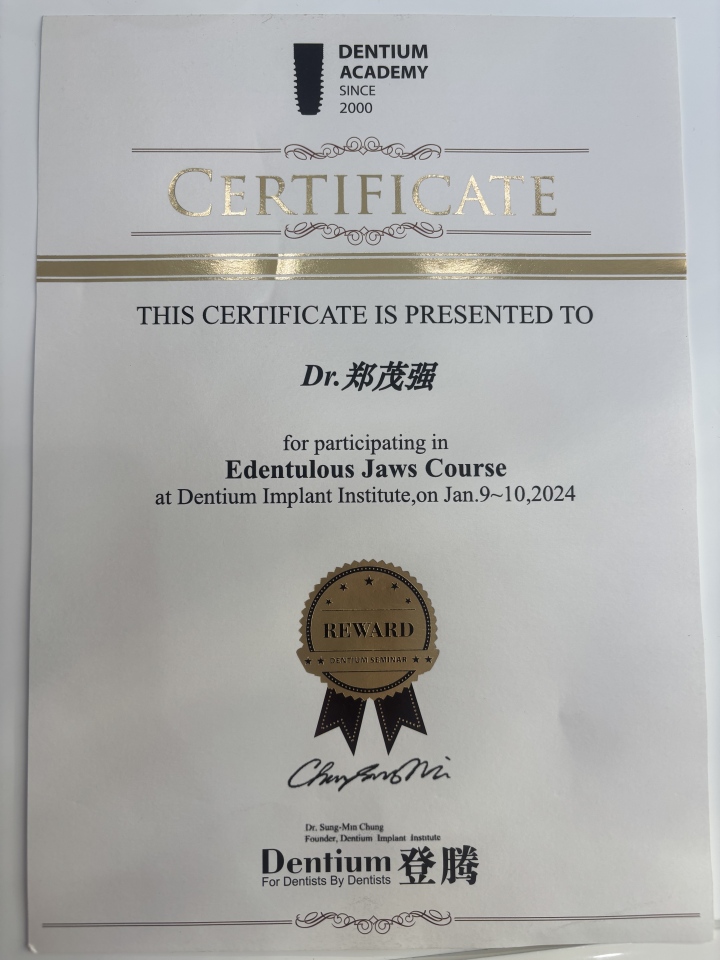 DENTIUM
ACADEMY
SINCE
2000
CERTIFICATE
THIS CERTIFICATE IS PRESENTED TO
Dr.郑茂强
for participating in
Edentulous Jaws Course
at Dentium Implant Institute,on Jan.9~10,2024
REWARD
DENTIUM SEMINAR
Dr. Sung-Min Chung
Founder, Dentium Implant Institute
Dentium 登腾
For Dentists By Dentists